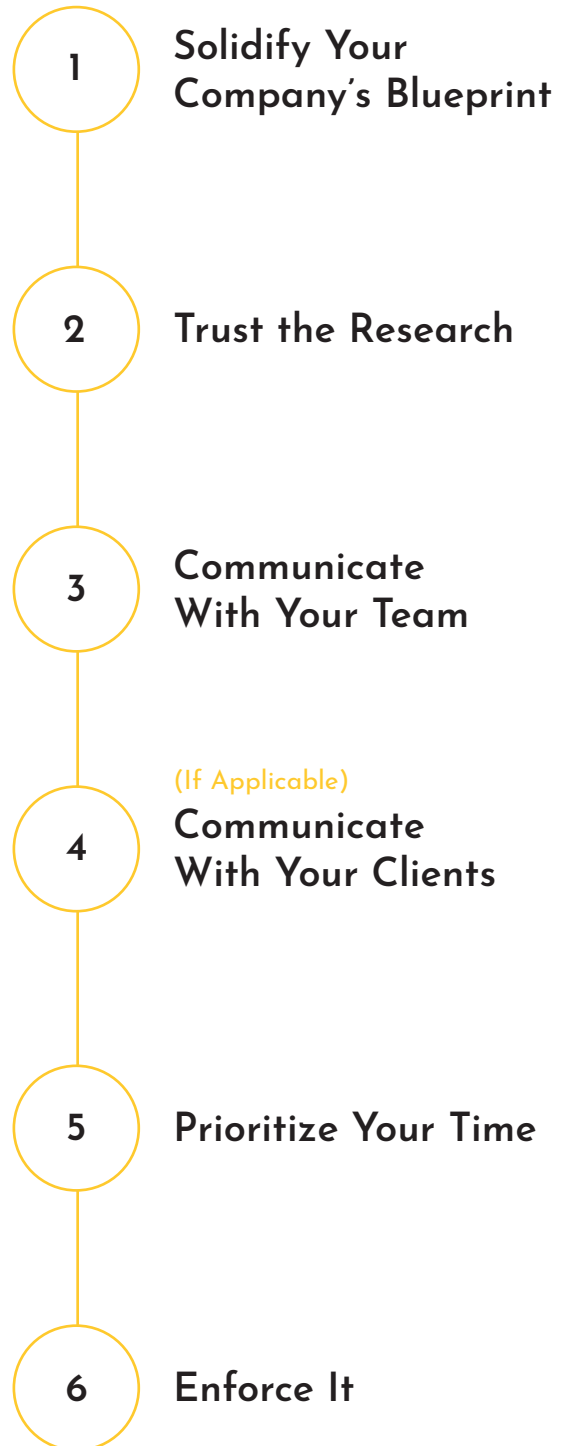 1
Solidify Your
Company’s Blueprint
2
Trust the Research
3
Communicate
With Your Team
(If Applicable)
4
Communicate
With Your Clients
5
Prioritize Your Time
6
Enforce It